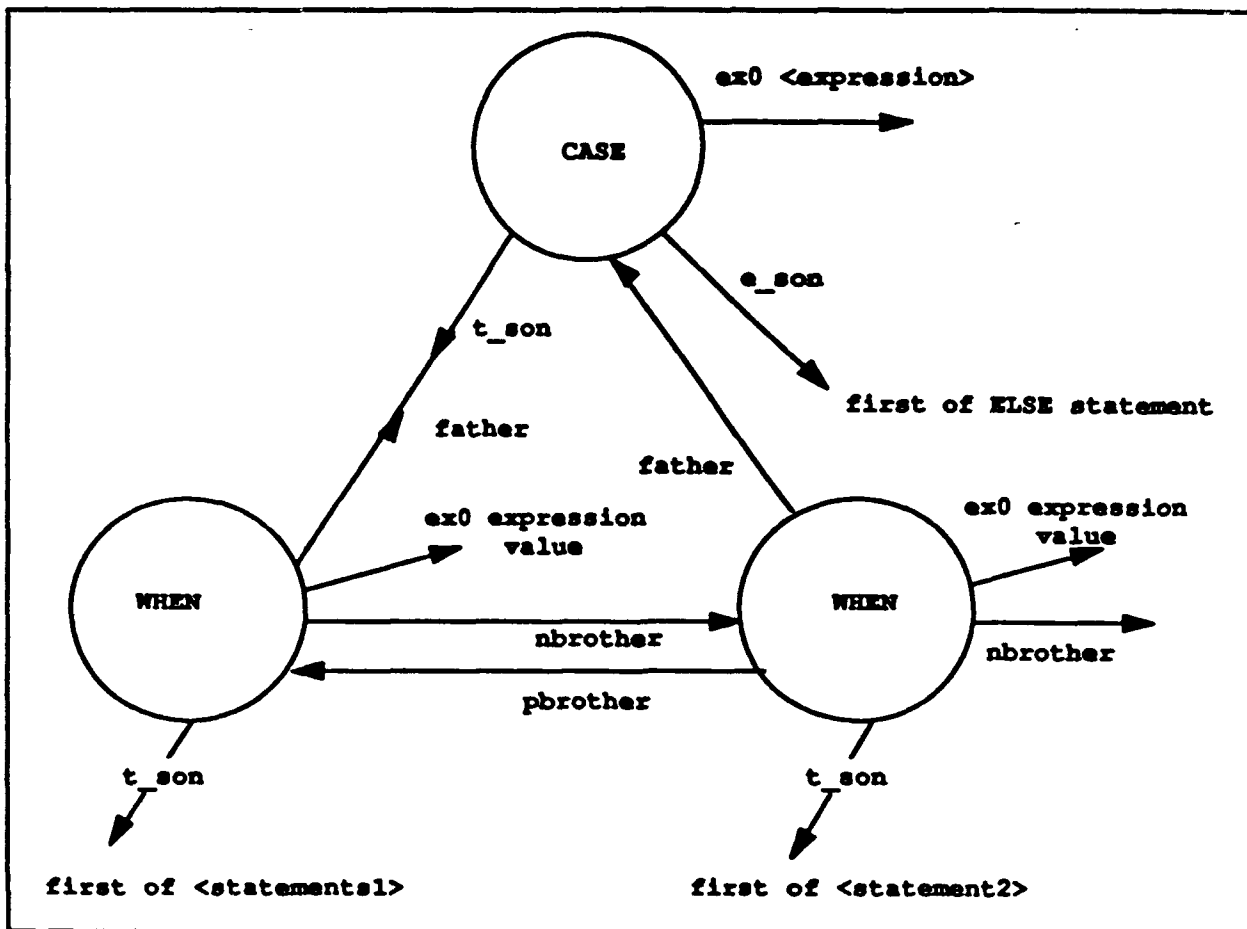 ex0 <expression>
CASE
e_son
t_son
first of ELSE statement
father
father
ex0 expression
value
ex0 expression
value
WHEN
WHEN
nbrother
nbrother
pbrother
t_son
t_son
first of <statements1>
first of <statement2>